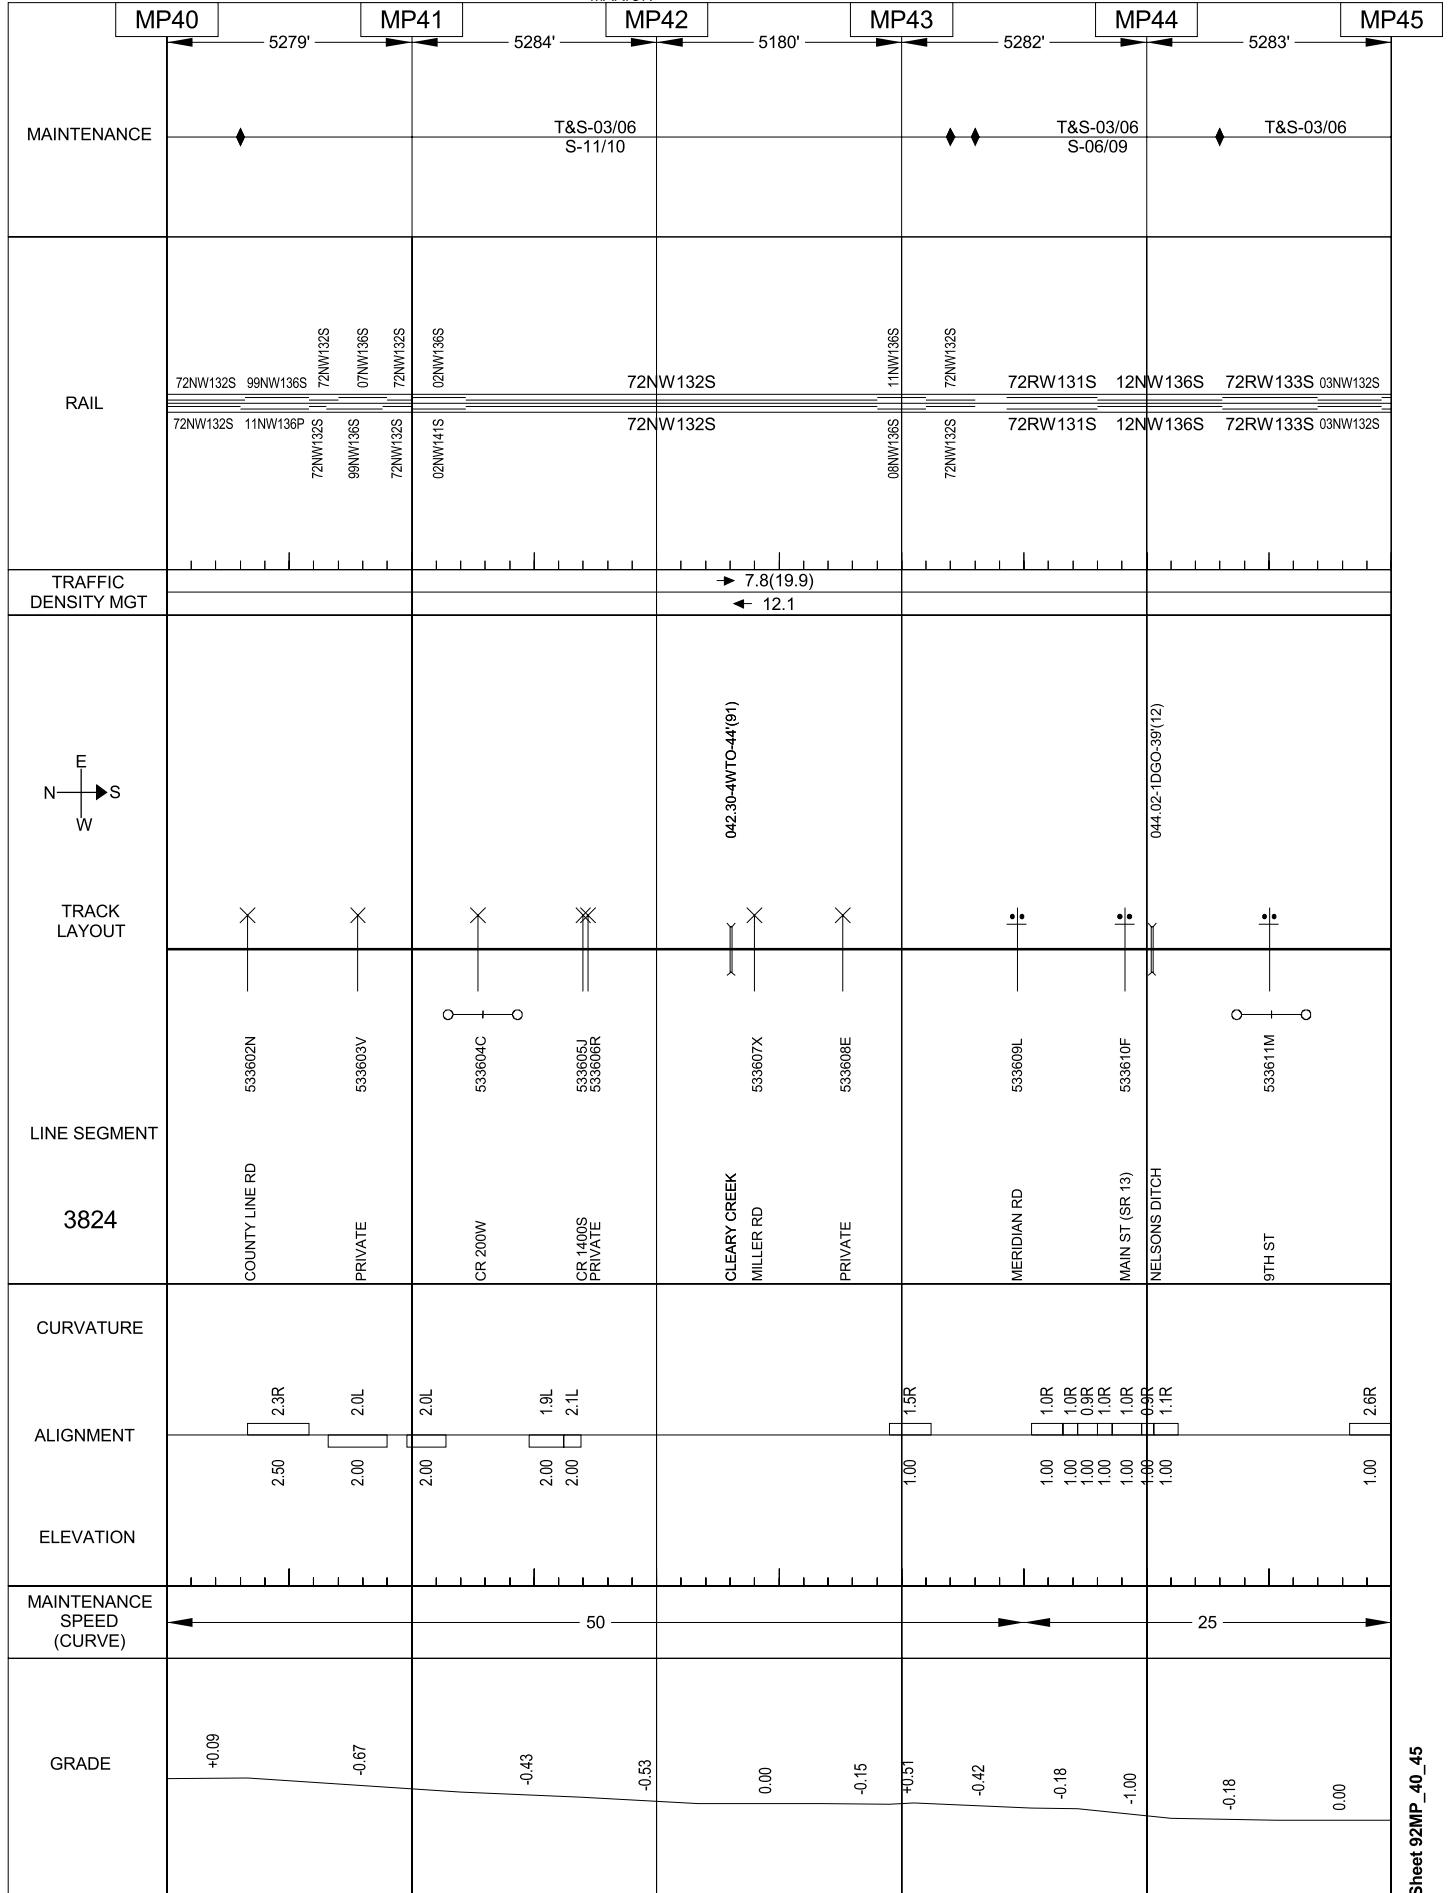 MP40
MP41
MP42
MP43
MP44
MP45
5279'
5284'
5180'
5282'
5283'
MAINTENANCE
T&S-03/06
S-11/10
T&S-03/06
S-06/09
T&S-03/06
RAIL
72NW132S
99NW136S
72NW132S
07NW136S
72NW132S
02NW136S
72NW132S
11NW136S
72NW132S
72RW131S
12NW136S
72RW133S
03NW132S
72NW132S
11NW136P
72NW132S
99NW136S
72NW132S
02NW141S
72NW132S
08NW136S
72NW132S
72RW131S
12NW136S
72RW133S
03NW132S
TRAFFIC
DENSITY MGT
7.8(19.9)
12.1
E
N
S
W
042.30-4WTO-44'(91)
044.02-1DGO-39'(12)
TRACK
LAYOUT
533602N
533603V
533604C
533605J
533606R
533607X
533608E
533609L
533610F
533611M
LINE SEGMENT
3824
COUNTY LINE RD
PRIVATE
CR 200W
CR 1400S
PRIVATE
CLEARY CREEK
MILLER RD
PRIVATE
MERIDIAN RD
MAIN ST (SR 13)
NELSONS DITCH
9TH ST
CURVATURE
2.3R
2.0L
2.0L
1.9L
2.1L
1.5R
1.0R
1.0R
0.9R
1.0R
1.0R
0.9R
1.1R
2.6R
ALIGNMENT
2.50
2.00
2.00
2.00
2.00
1.00
1.00
1.00
1.00
1.00
1.00
1.00
1.00
1.00
ELEVATION
MAINTENANCE
SPEED
(CURVE)
50
25
GRADE
+0.09
-0.67
-0.43
-0.53
0.00
-0.15
+0.51
-0.42
-0.18
-1.00
-0.18
0.00
Sheet 92MP_40_45